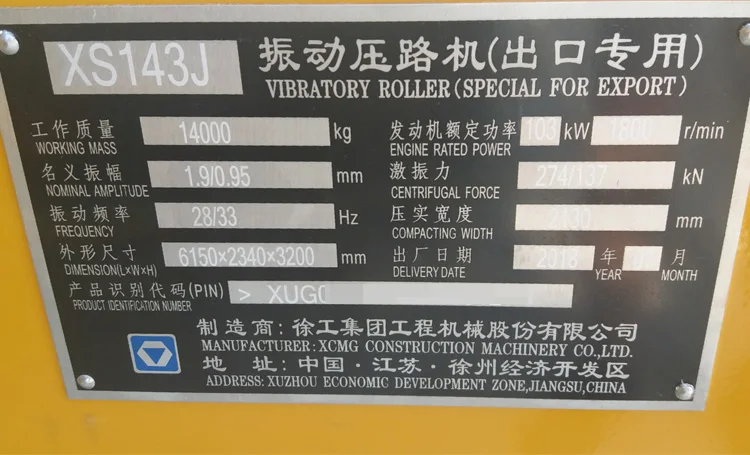 XS143J 振动压路机(出口专用)
VIBRATORY ROLLER(SPECIAL FOR EXPORT)
工作质量 14000 kg 发动机额定功率 103 kW 1800 r/min
WORKING MASS ENGINE RATED POWER
名义振幅 1.9/0.95 mm 激振力 274/137 kN
NOMINAL AMPLITUDE CENTRIFUGAL FORCE
振动频率 28/33 Hz 压实宽度 2130 mm
FREQUENCY COMPACTING WIDTH
外形尺寸 6150×2340×3200 mm 出厂日期 2018 年 月
DIMENSION(L×W×H) DELIVERY DATE YEAR MONTH
产品识别代码(PIN) > XUG
PRODUCT IDENTIFICATION NUMBER
制造商:徐工集团工程机械股份有限公司
MANUFACTURER:XCMG CONSTRUCTION MACHINERY CO.,LTD.
地 址:中国·江苏·徐州经济开发区
ADDRESS: XUZHOU ECONOMIC DEVELOPMENT ZONE,JIANGSU,CHINA